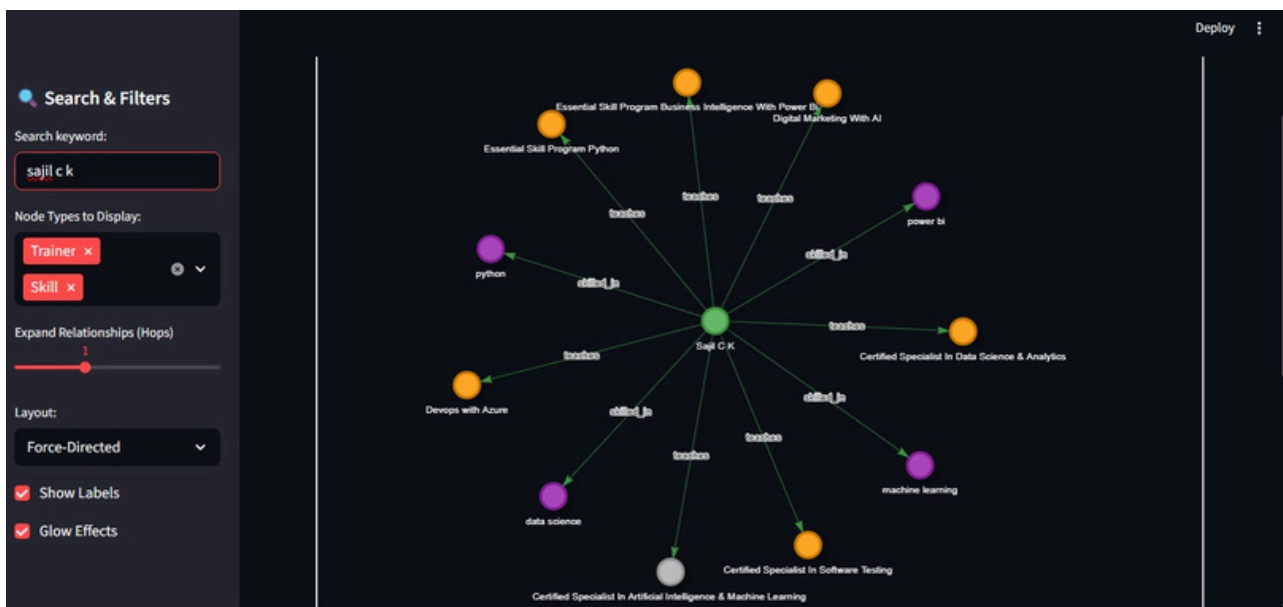 Deploy
Search & Filters
Search keyword:
sajil c k
Node Types to Display:
Trainer ×
Skill ×
Expand Relationships (Hops)
1
Layout:
Force-Directed
Show Labels
Glow Effects
Essential Skill Program Business Intelligence With Power Bi
Digital Marketing With AI
Essential Skill Program Python
teaches
teaches
teaches
power bi
skilled_in
python
skilled_in
Sajil C K
teaches
Certified Specialist In Data Science & Analytics
teaches
Devops with Azure
skilled_in
skilled_in
teaches
teaches
machine learning
data science
Certified Specialist In Software Testing
Certified Specialist In Artificial Intelligence & Machine Learning